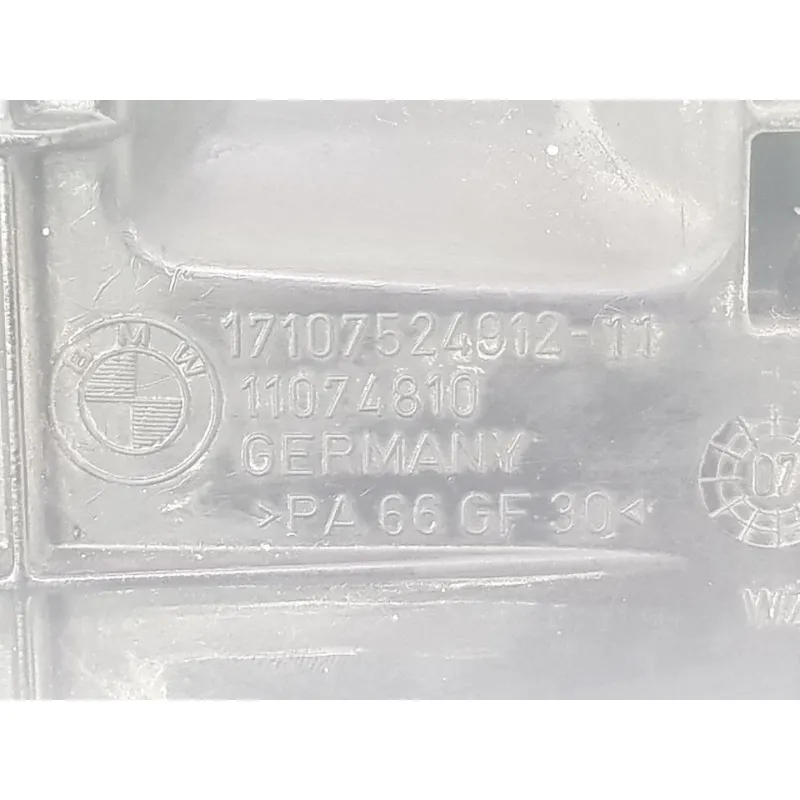 BMW
17107524912-11
11074810
GERMANY
>PA 66 GF 30<
07